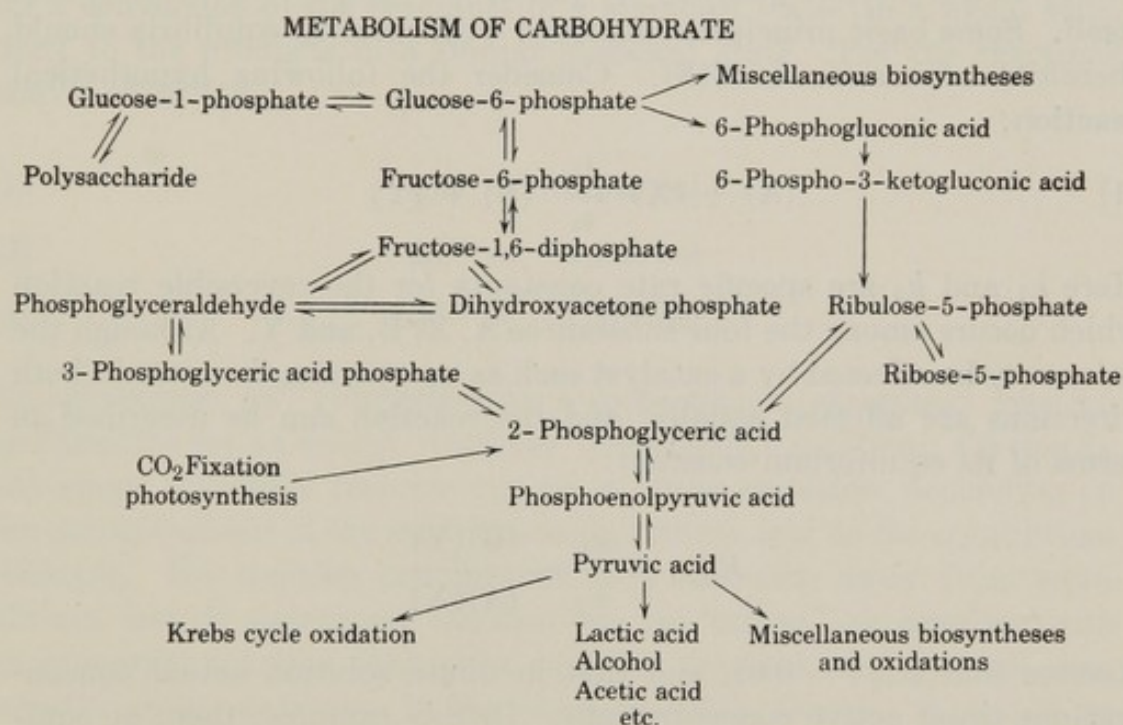 METABOLISM OF CARBOHYDRATE
Miscellaneous biosyntheses
Glucose-1-phosphate Glucose-6-phosphate
6-Phosphogluconic acid
Polysaccharide Fructose-6-phosphate 6-Phospho-3-ketogluconic acid
Fructose-1,6-diphosphate
Phosphoglyceraldehyde Dihydroxyacetone phosphate Ribulose-5-phosphate
3-Phosphoglyceric acid phosphate Ribose-5-phosphate
2-Phosphoglyceric acid
CO₂ Fixation
photosynthesis Phosphoenolpyruvic acid
Pyruvic acid
Krebs cycle oxidation Lactic acid Miscellaneous biosyntheses
Alcohol and oxidations
Acetic acid
etc.